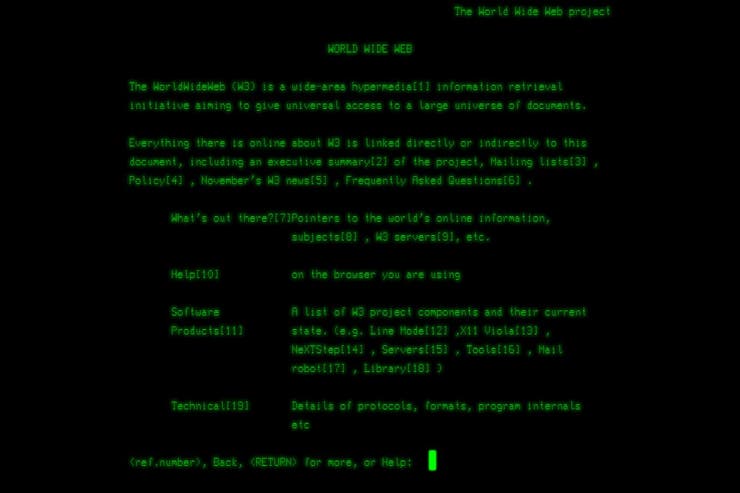 The World Wide Web project
WORLD WIDE WEB
The WorldWideWeb (W3) is a wide-area hypermedia[1] information retrieval
initiative aiming to give universal access to a large universe of documents.
Everything there is online about W3 is linked directly or indirectly to this
document, including an executive summary[2] of the project, Mailing lists[3] ,
Policy[4] , November's W3 news[5] , Frequently Asked Questions[6] .
What's out there?[7]Pointers to the world's online information,
subjects[8] , W3 servers[9], etc.
Help[10] on the browser you are using
Software A list of W3 project components and their current
Products[11] state. (e.g. Line Mode[12] ,X11 Viola[13] ,
NeXTStep[14] , Servers[15] , Tools[16] , Mail
robot[17] , Library[18] )
Technical[19] Details of protocols, formats, program internals
etc
<ref.number>, Back, <RETURN> for more, or Help: